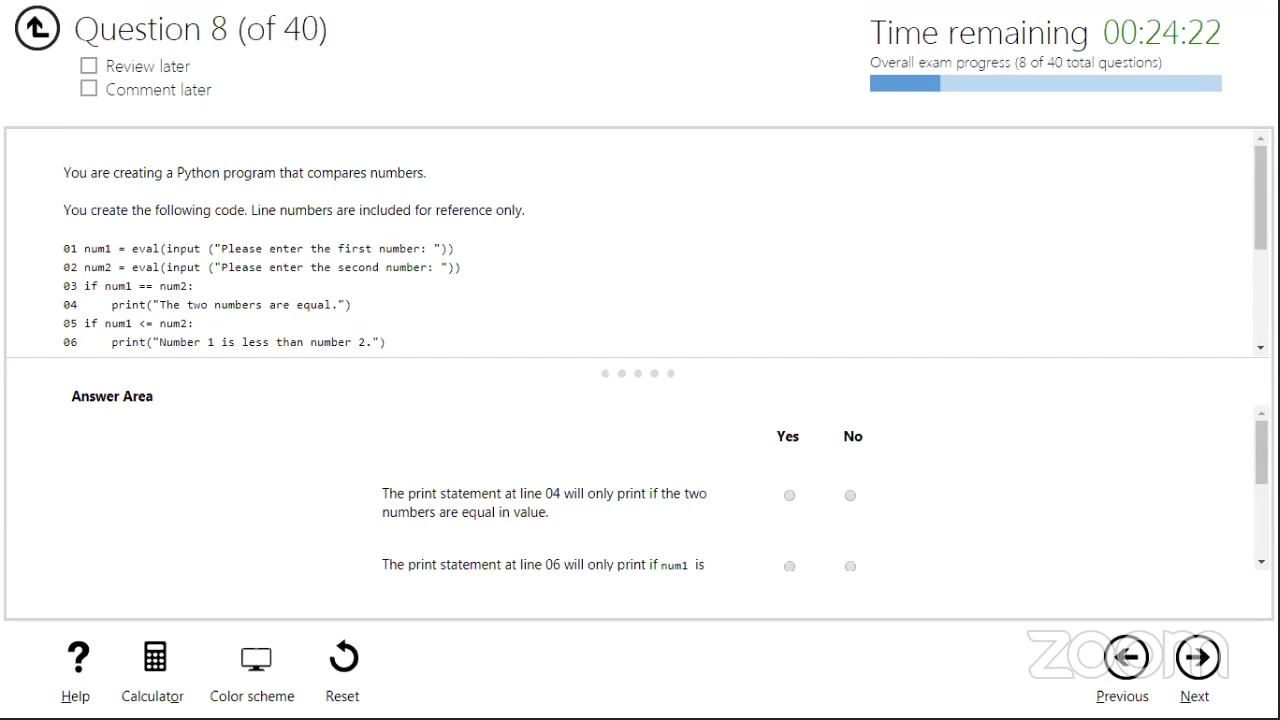 Question 8 (of 40)
Review later
Comment later
Time remaining 00:24:22
Overall exam progress (8 of 40 total questions)
You are creating a Python program that compares numbers.
You create the following code. Line numbers are included for reference only.
01 num1 = eval(input ("Please enter the first number: "))
02 num2 = eval(input ("Please enter the second number: "))
03 if num1 == num2:
04     print("The two numbers are equal.")
05 if num1 <= num2:
06     print("Number 1 is less than number 2.")
Answer Area
Yes No
The print statement at line 04 will only print if the two
numbers are equal in value.
The print statement at line 06 will only print if num1 is
zoom
Help Calculator Color scheme Reset Previous Next